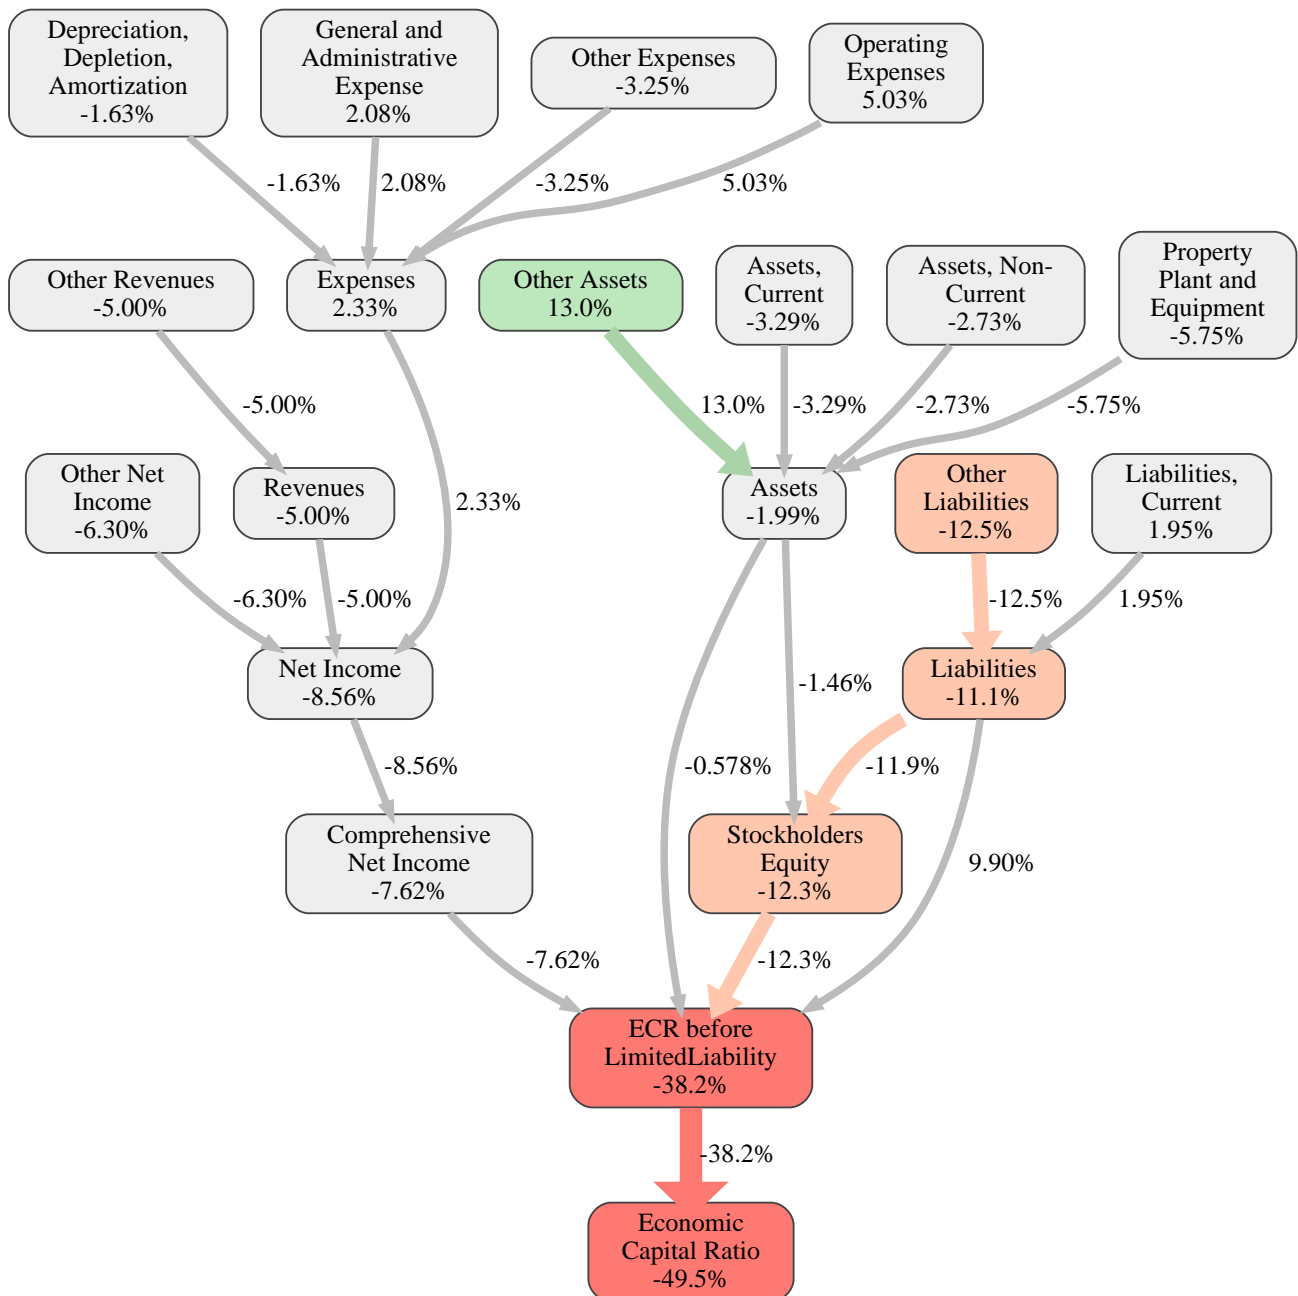 Depreciation,
Depletion,
Amortization
-1.63%
General and
Administrative
Expense
2.08%
Other Expenses
-3.25%
Operating
Expenses
5.03%
-1.63%
2.08%
-3.25%
5.03%
Other Revenues
-5.00%
Expenses
2.33%
Other Assets
13.0%
Assets,
Current
-3.29%
Assets, Non-
Current
-2.73%
Property
Plant and
Equipment
-5.75%
-5.00%
13.0%
-3.29%
-2.73%
-5.75%
Other Net
Income
-6.30%
Revenues
-5.00%
2.33%
Assets
-1.99%
Other
Liabilities
-12.5%
Liabilities,
Current
1.95%
-6.30%
-5.00%
-12.5%
1.95%
Net Income
-8.56%
-1.46%
Liabilities
-11.1%
-8.56%
-0.578%
-11.9%
Comprehensive
Net Income
-7.62%
Stockholders
Equity
-12.3%
9.90%
-7.62%
-12.3%
ECR before
LimitedLiability
-38.2%
-38.2%
Economic
Capital Ratio
-49.5%